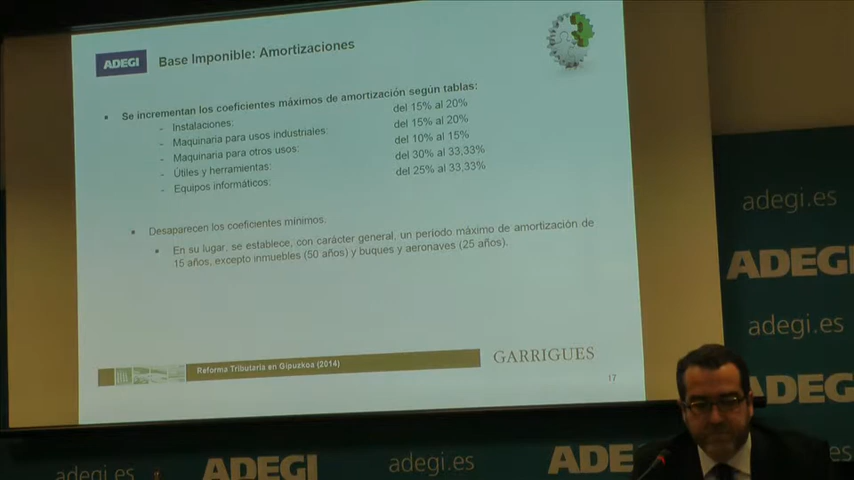 ADEGI
Base Imponible: Amortizaciones
Se incrementan los coeficientes máximos de amortización según tablas:
- Instalaciones: del 15% al 20%
- Maquinaria para usos industriales: del 15% al 20%
- Maquinaria para otros usos: del 10% al 15%
- Útiles y herramientas: del 30% al 33,33%
- Equipos informáticos: del 25% al 33,33%
Desaparecen los coeficientes mínimos.
En su lugar, se establece, con carácter general, un período máximo de amortización de
15 años, excepto inmuebles (50 años) y buques y aeronaves (25 años).
Reforma Tributaria en Gipuzkoa (2014)
GARRIGUES
17
adegi.es
ADEGI
adegi.es
ADEGI
adegi.es
ADEGI
adegi.es
ADEGI
es